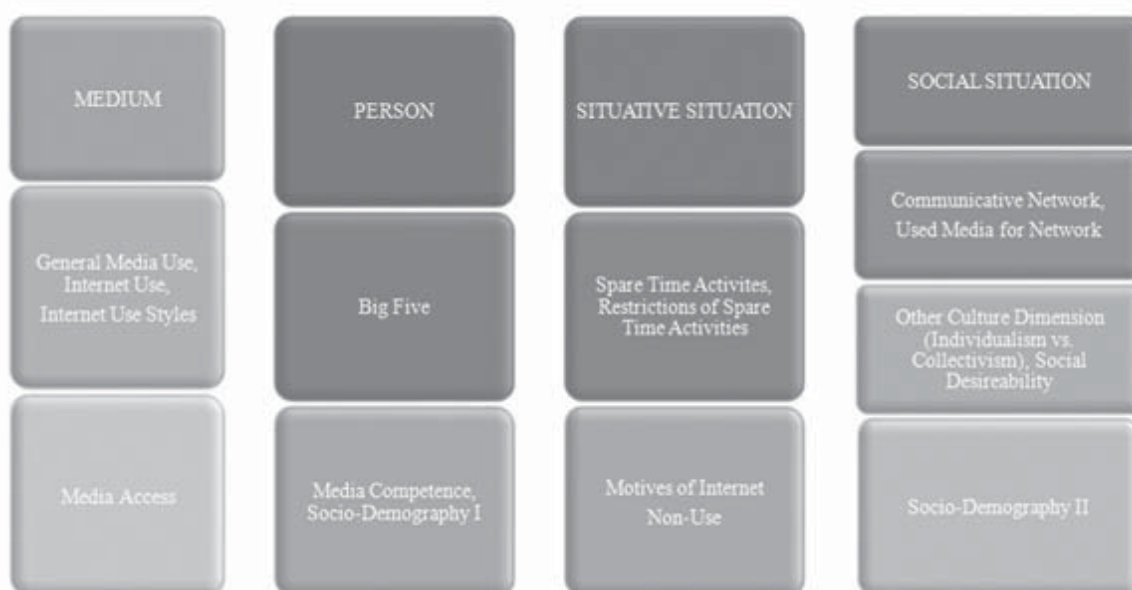 MEDIUM
General Media Use,
Internet Use,
Internet Use Styles
Media Access
PERSON
Big Five
Media Competence,
Socio-Demography I
SITUATIVE SITUATION
Spare Time Activites,
Restrictions of Spare
Time Activities
Motives of Internet
Non-Use
SOCIAL SITUATION
Communicative Network,
Used Media for Network
Other Culture Dimension
(Individualism vs.
Collectivism), Social
Desireability
Socio-Demography II